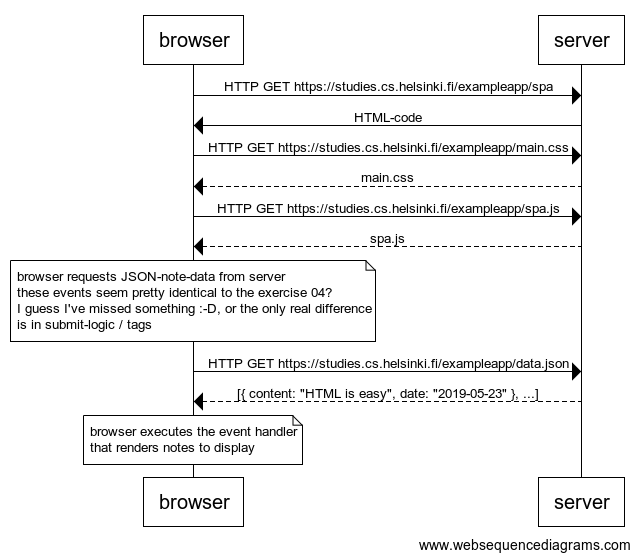 browser
server
HTTP GET https://studies.cs.helsinki.fi/exampleapp/spa
HTML-code
HTTP GET https://studies.cs.helsinki.fi/exampleapp/main.css
main.css
HTTP GET https://studies.cs.helsinki.fi/exampleapp/spa.js
spa.js
browser requests JSON-note-data from server
these events seem pretty identical to the exercise 04?
I guess I've missed something :-D, or the only real difference
is in submit-logic / tags
HTTP GET https://studies.cs.helsinki.fi/exampleapp/data.json
[{ content: "HTML is easy", date: "2019-05-23" }, ...]
browser executes the event handler
that renders notes to display
browser
server
www.websequencediagrams.com